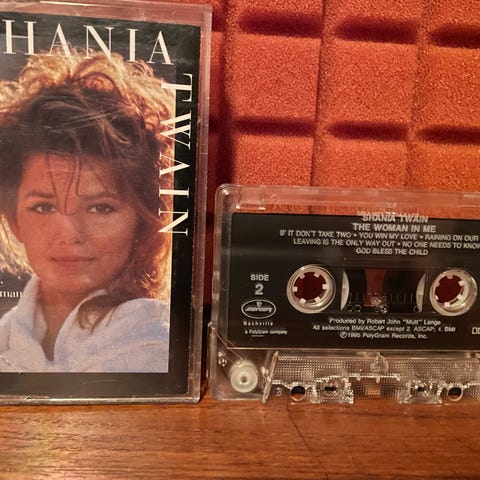 HANIA
TWAIN
man
SHANIA TWAIN
THE WOMAN IN ME
IF IT DON'T TAKE TWO • YOU WIN MY LOVE • RAINING ON OUR
LEAVING IS THE ONLY WAY OUT • NO ONE NEEDS TO KNOW
GOD BLESS THE CHILD
SIDE
2
Mercury
Nashville
a PolyGram company
Produced by Robert John "Mutt" Lange
All selections BMI/ASCAP except 2, ASCAP; 4, BMI
©1995 PolyGram Records, Inc.